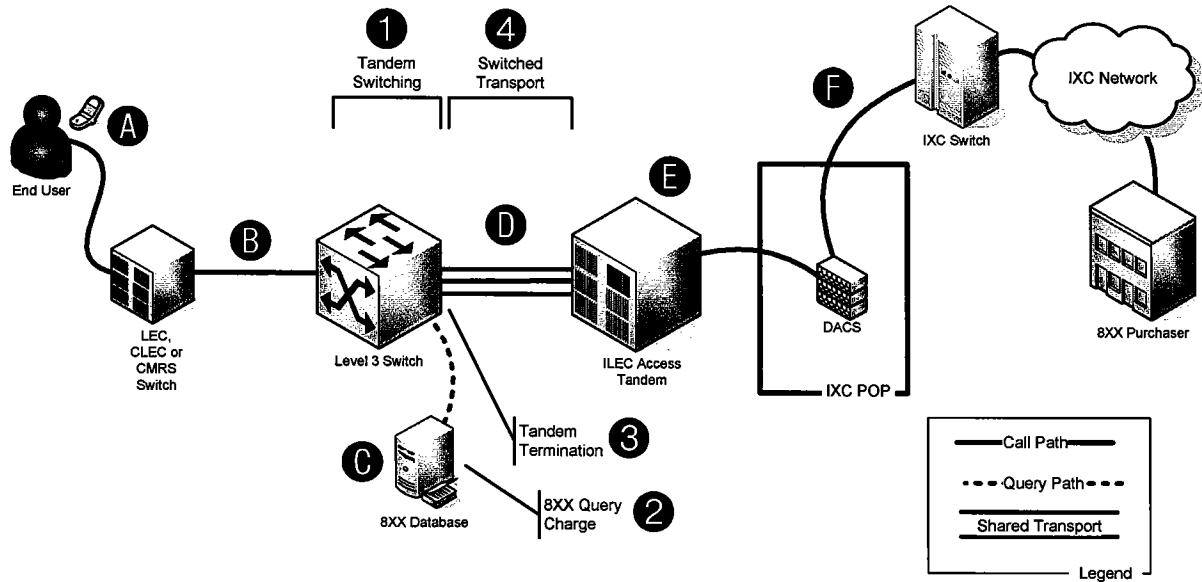 1
Tandem
Switching
4
Switched
Transport
A
End User
B
LEC,
CLEC or
CMRS
Switch
Level 3 Switch
D
E
ILEC Access
Tandem
F
IXC Switch
IXC Network
DACS
IXC POP
8XX Purchaser
C
8XX Database
Tandem
Termination
3
8XX Query
Charge
2
Call Path
Query Path
Shared Transport
Legend